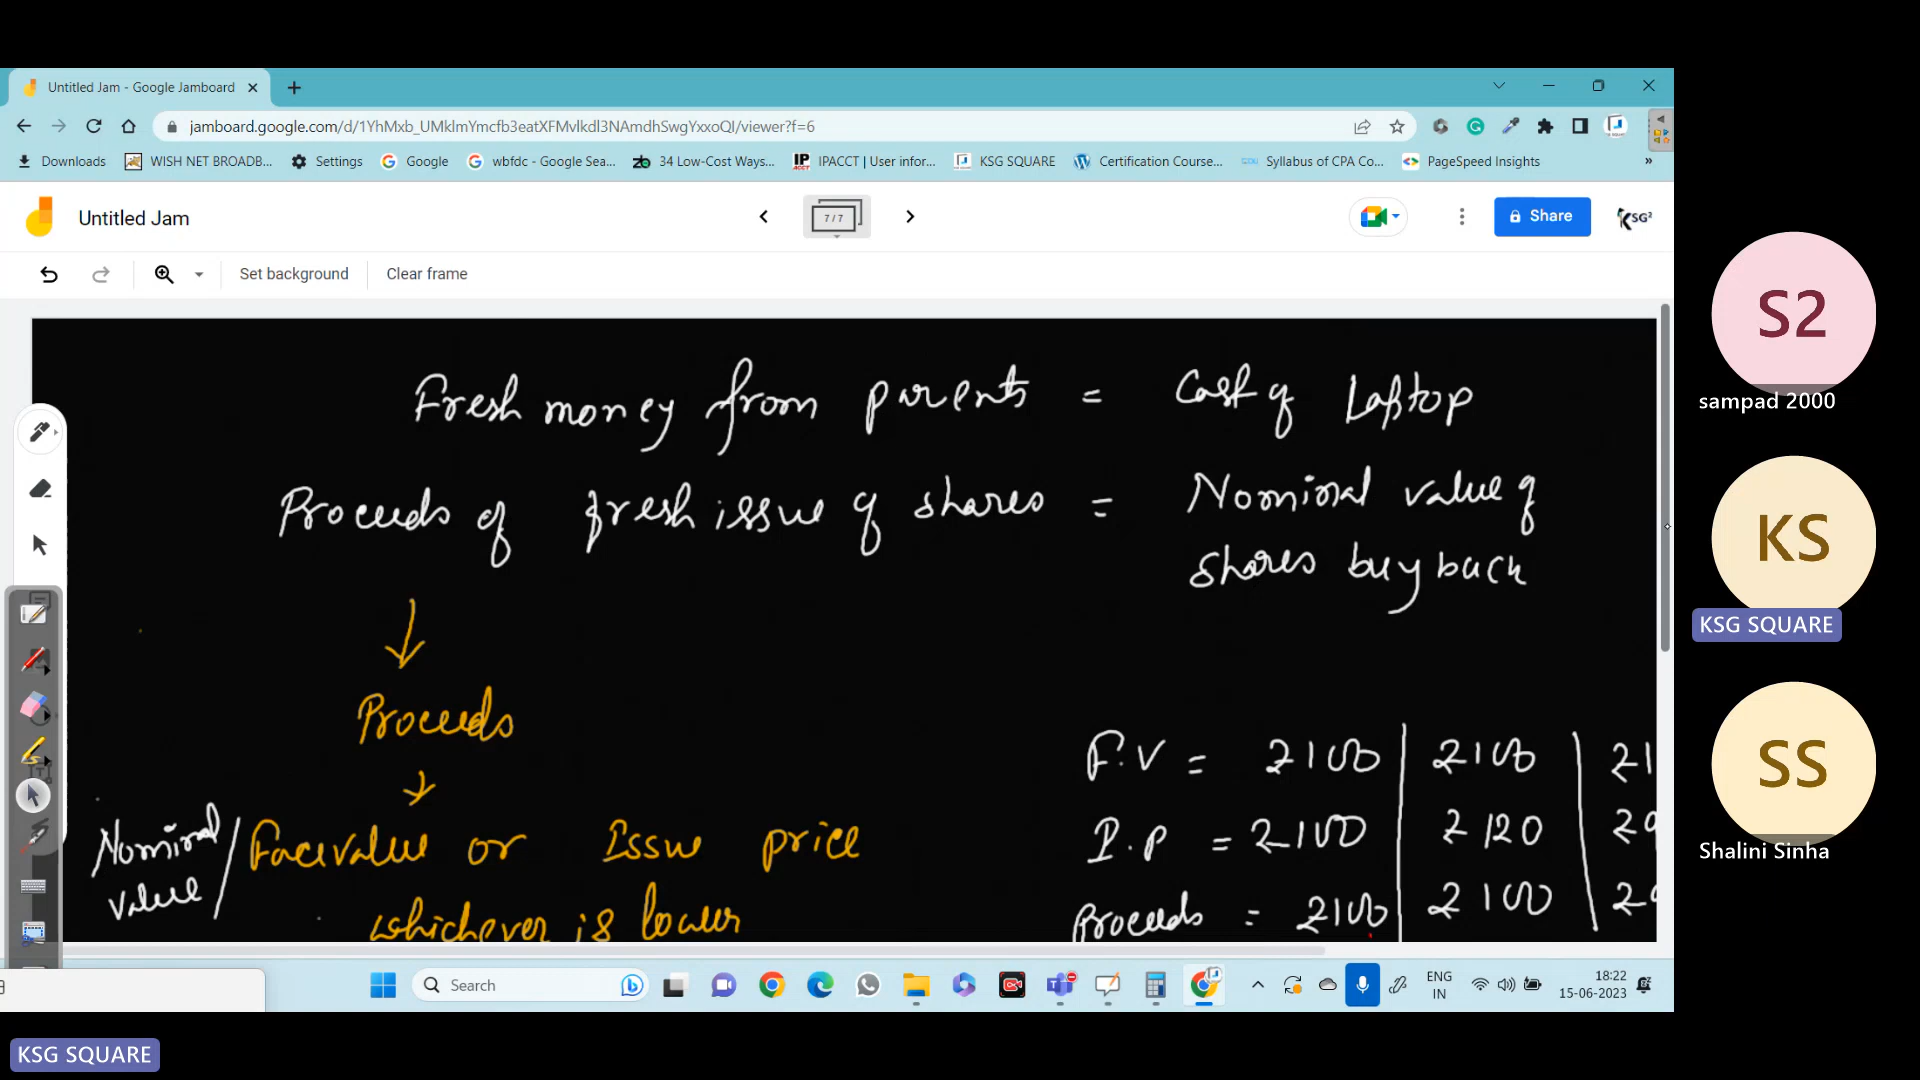 Untitled Jam - Google Jamboard
jamboard.google.com/d/1YhMxb_UMklmYmcfb3eatXFMvlkdl3NAmdhSwgYxxoQI/viewer?f=6
Downloads WISH NET BROADB... Settings Google wbfdc - Google Sea... 34 Low-Cost Ways... IPACCT | User infor... KSG SQUARE Certification Course... Syllabus of CPA Co... PageSpeed Insights »
Untitled Jam 7 / 7 Share KSG²
Set background Clear frame
Fresh money from parents = Cost of Laptop
Proceeds of fresh issue of shares = Nominal value of
shares buy back
Proceeds
F.V = 2100 | 2100 | 21
Nominal value / Facevalue or Issue price
I.P = 2100 2120 20
whichever is lower
Proceeds = 2100 2100 20
Search
ENG
IN
18:22
15-06-2023
S2
sampad 2000
KS
KSG SQUARE
SS
Shalini Sinha
KSG SQUARE